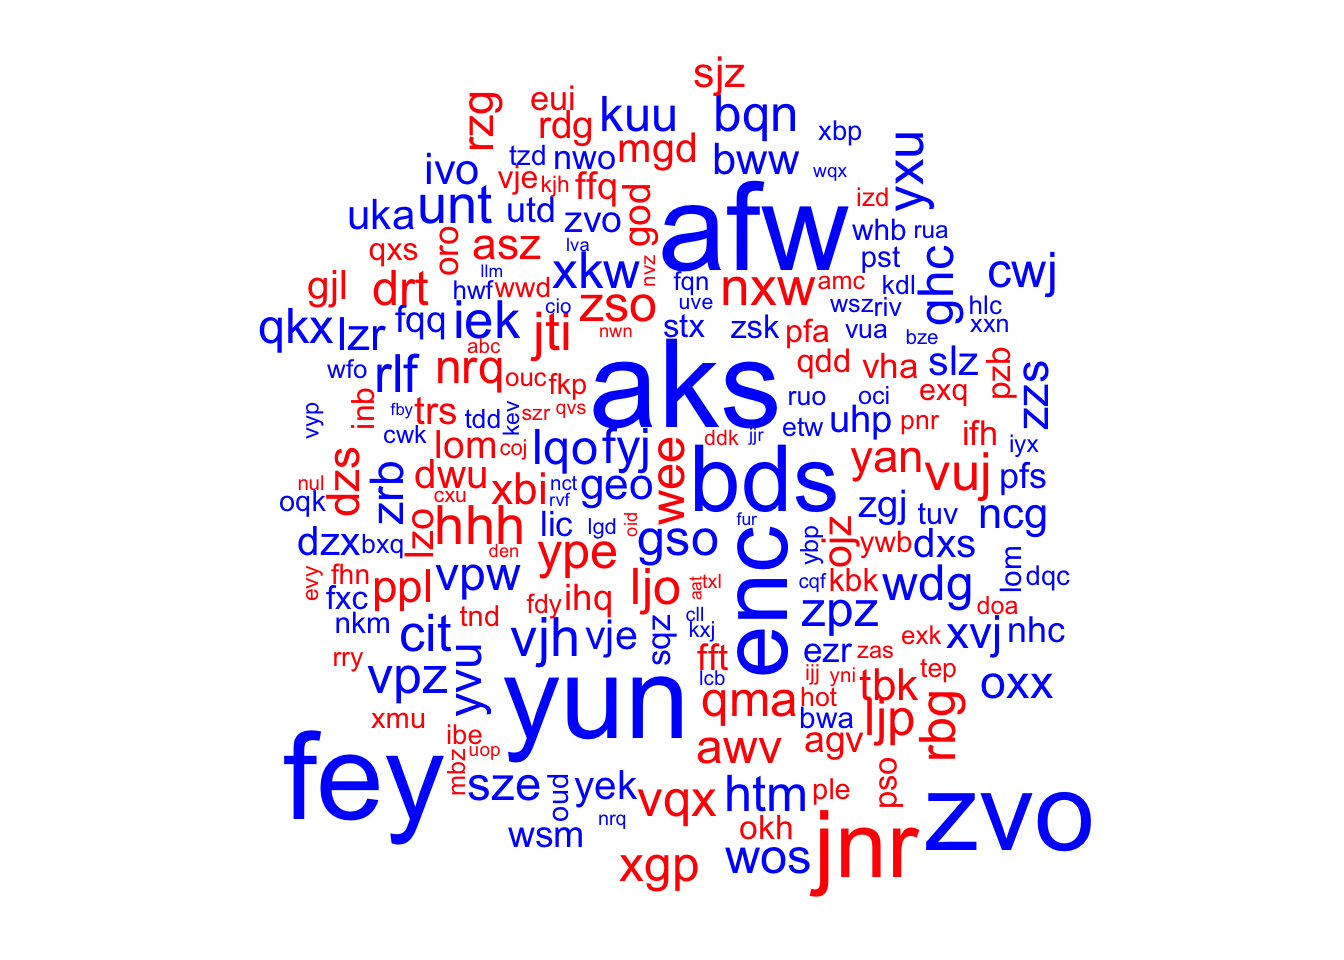 sjz
rzg
eui
rdg
kuu
bqn
xbp
yxu
ivo
tzd
nwo
mgd
bww
wqx
vje
kjh
ffq
god
afw
izd
uka
unt
utd
zvo
whb
rua
qxs
oro
asz
lva
nvz
pst
ghc
cwj
gjl
drt
llm
hwf
wwd
xkw
cio
zso
fqn
uve
nxw
amc
kdl
wsz
riv
hlc
xxn
qkx
lzr
fqq
iek
jti
nwn
stx
zsk
pfa
vua
bze
wfo
rlf
abc
nrq
ouc
fkp
aks
qdd
vha
slz
pzb
zzs
vyp
inb
fby
trs
tdd
kev
szr
qvs
ruo
oci
exq
cwk
lom
coj
lqo
fyj
wee
ddk
jjr
etw
uhp
pnr
ifh
iyx
nul
oqk
dzs
zrb
dwu
cxu
xbi
nct
rvf
geo
bds
yan
vuj
pfs
dzx
bxq
lzo
hhh
den
lic
lgd
oid
gso
fur
enc
ybp
ojz
zgj
tuv
ncg
ywb
dxs
lom
dqc
evy
fhn
fxc
ppl
vpw
ype
fdy
ihq
ljo
aat
txl
cqf
kbk
wdg
doa
nkm
cit
tnd
vjh
vje
sqz
cll
kxj
zpz
exk
xvj
nhc
rry
vpz
yvu
yun
fft
lcb
ezr
zas
ijj
yni
tbk
tep
oxx
xmu
ibe
mbz
uop
qma
hot
bwa
ljp
rbg
awv
agv
fey
sze
oud
yek
vqx
htm
ple
pso
zvo
wsm
nrq
okh
jnr
xgp
wos